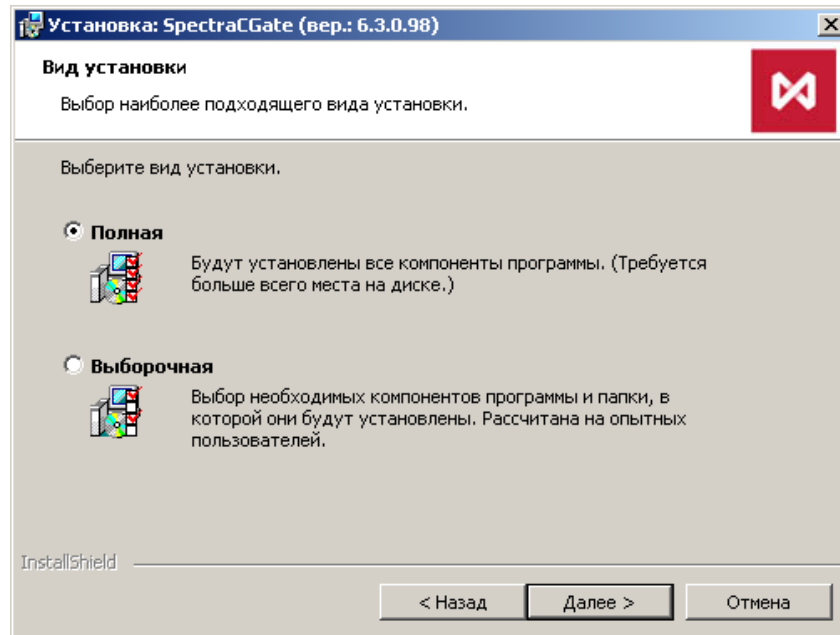 Установка: SpectraCGate (вер.: 6.3.0.98)
Вид установки
Выбор наиболее подходящего вида установки.
Выберите вид установки.
Полная
Будут установлены все компоненты программы. (Требуется
больше всего места на диске.)
Выборочная
Выбор необходимых компонентов программы и папки, в
которой они будут установлены. Рассчитана на опытных
пользователей.
InstallShield
< Назад
Далее >
Отмена